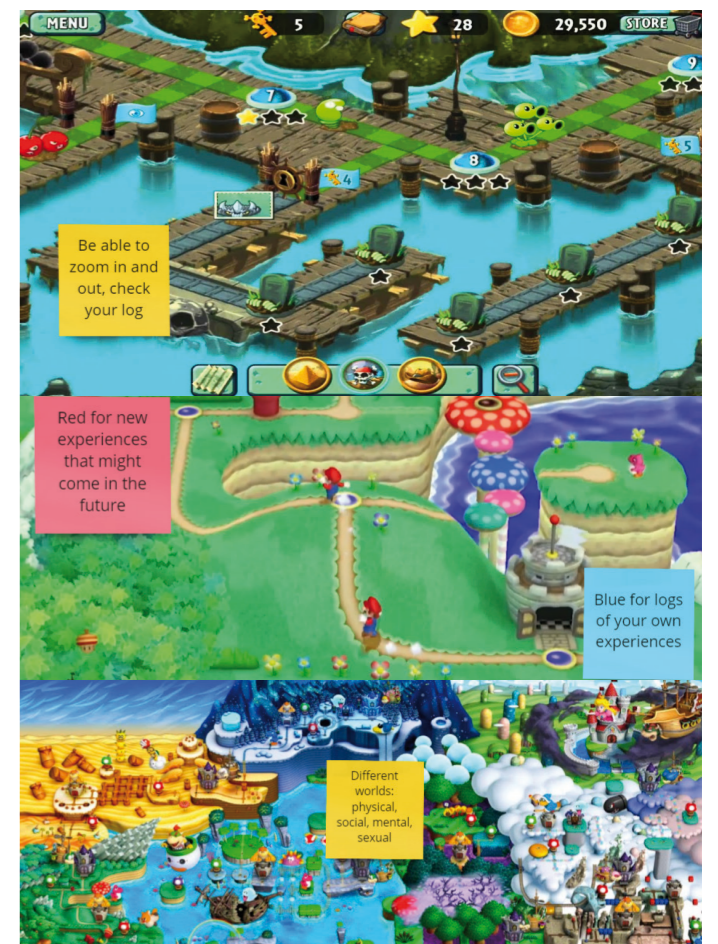 MENU 5 28 29,550 STORE
9
7
8
5
4
Be able to
zoom in and
out, check
your log
Red for new
experiences
that might
come in the
future
Blue for logs
of your own
experiences
Different
worlds:
physical,
social, mental,
sexual